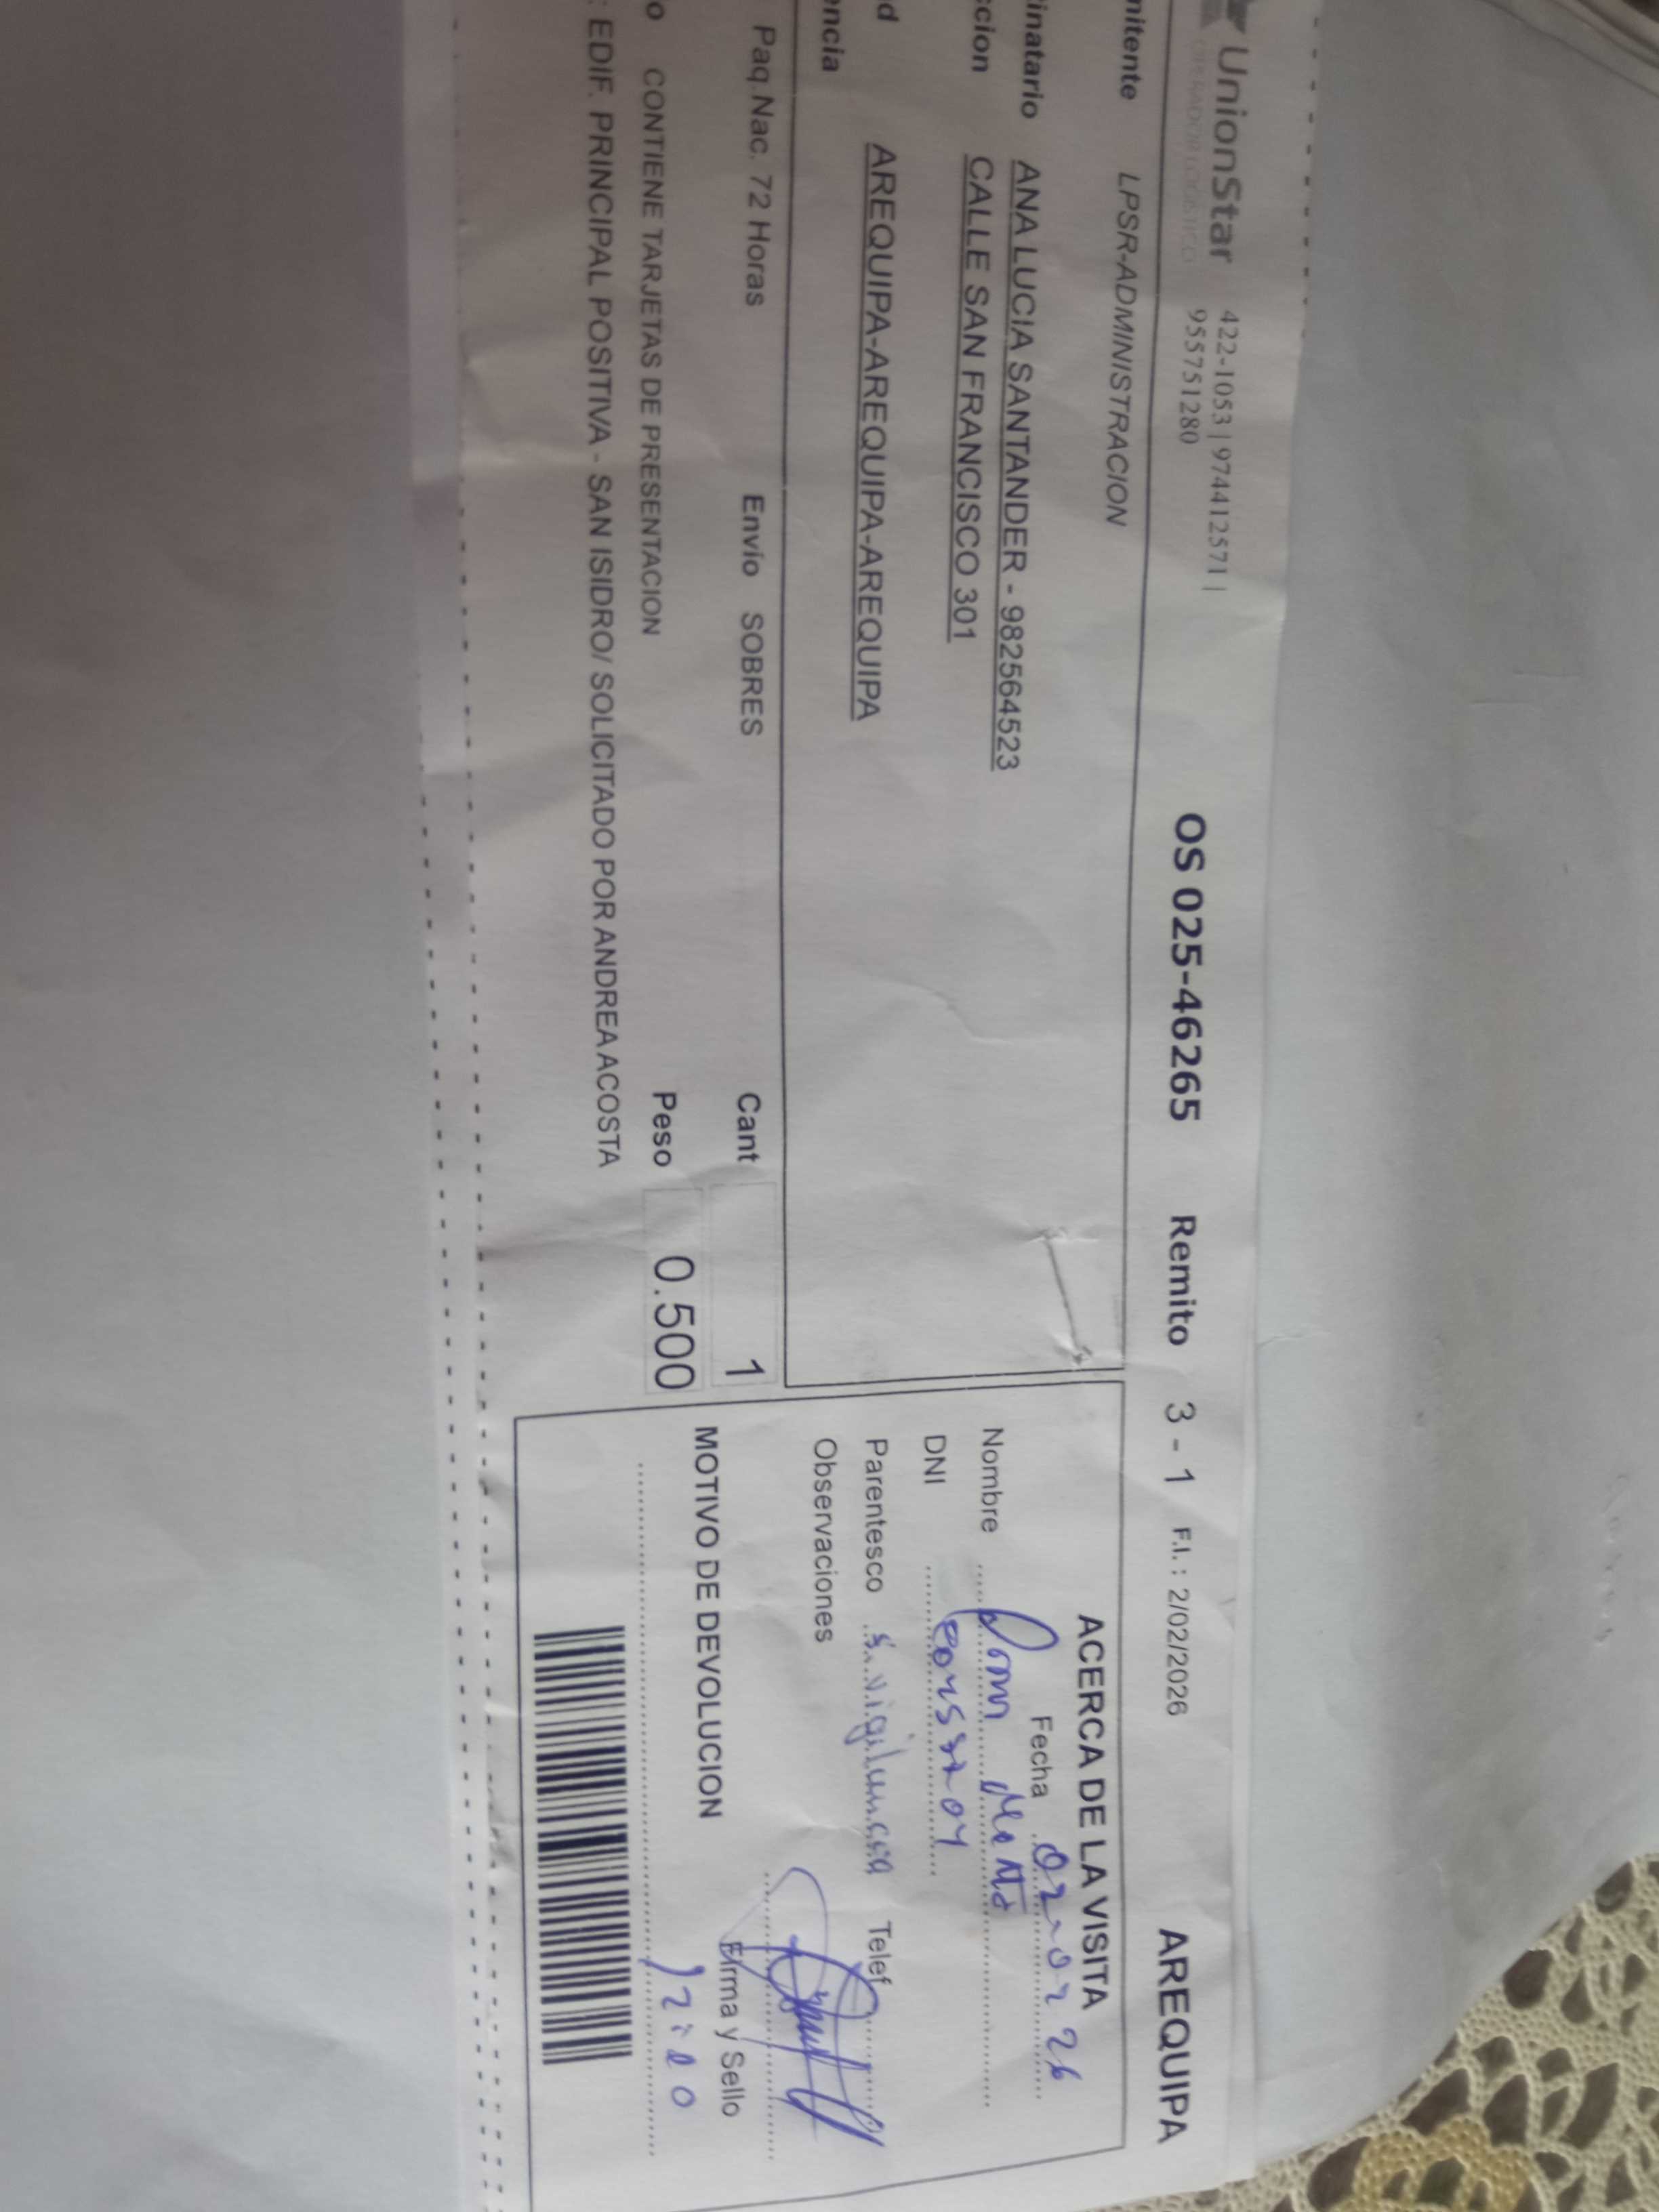 UnionStar 422-1053 | 974412571 |
OPERADOR LOGISTICO 955751280
OS 025-46265 Remito 3 - 1 F.I. : 2/02/2026 AREQUIPA
nitente LPSR-ADMINISTRACION
inatario ANA LUCIA SANTANDER - 982564523
ccion CALLE SAN FRANCISCO 301
d AREQUIPA-AREQUIPA-AREQUIPA
encia
Paq.Nac. 72 Horas Envío SOBRES Cant 1
o CONTIENE TARJETAS DE PRESENTACION Peso 0.500
: EDIF. PRINCIPAL POSITIVA - SAN ISIDRO/ SOLICITADO POR ANDREA ACOSTA
ACERCA DE LA VISITA
Fecha 02-02 26
Nombre
DNI
Parentesco Telef
Observaciones
Firma y Sello
MOTIVO DE DEVOLUCION